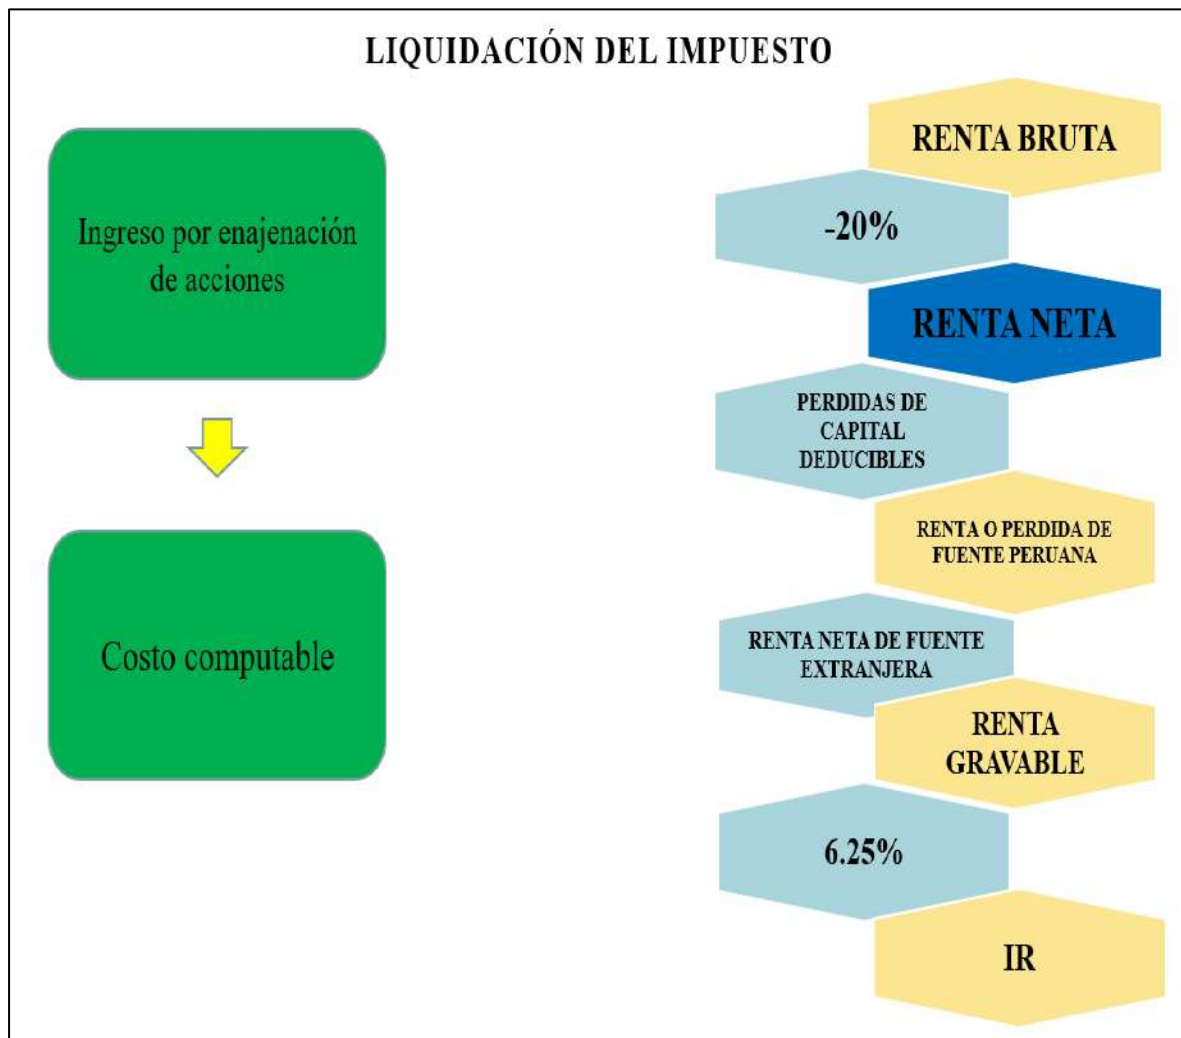 LIQUIDACIÓN DEL IMPUESTO
Ingreso por enajenación
de acciones
Costo computable
RENTA BRUTA
-20%
RENTA NETA
PERDIDAS DE
CAPITAL
DEDUCIBLES
RENTA O PERDIDA DE
FUENTE PERUANA
RENTA NETA DE FUENTE
EXTRANJERA
RENTA
GRAVABLE
6.25%
IR